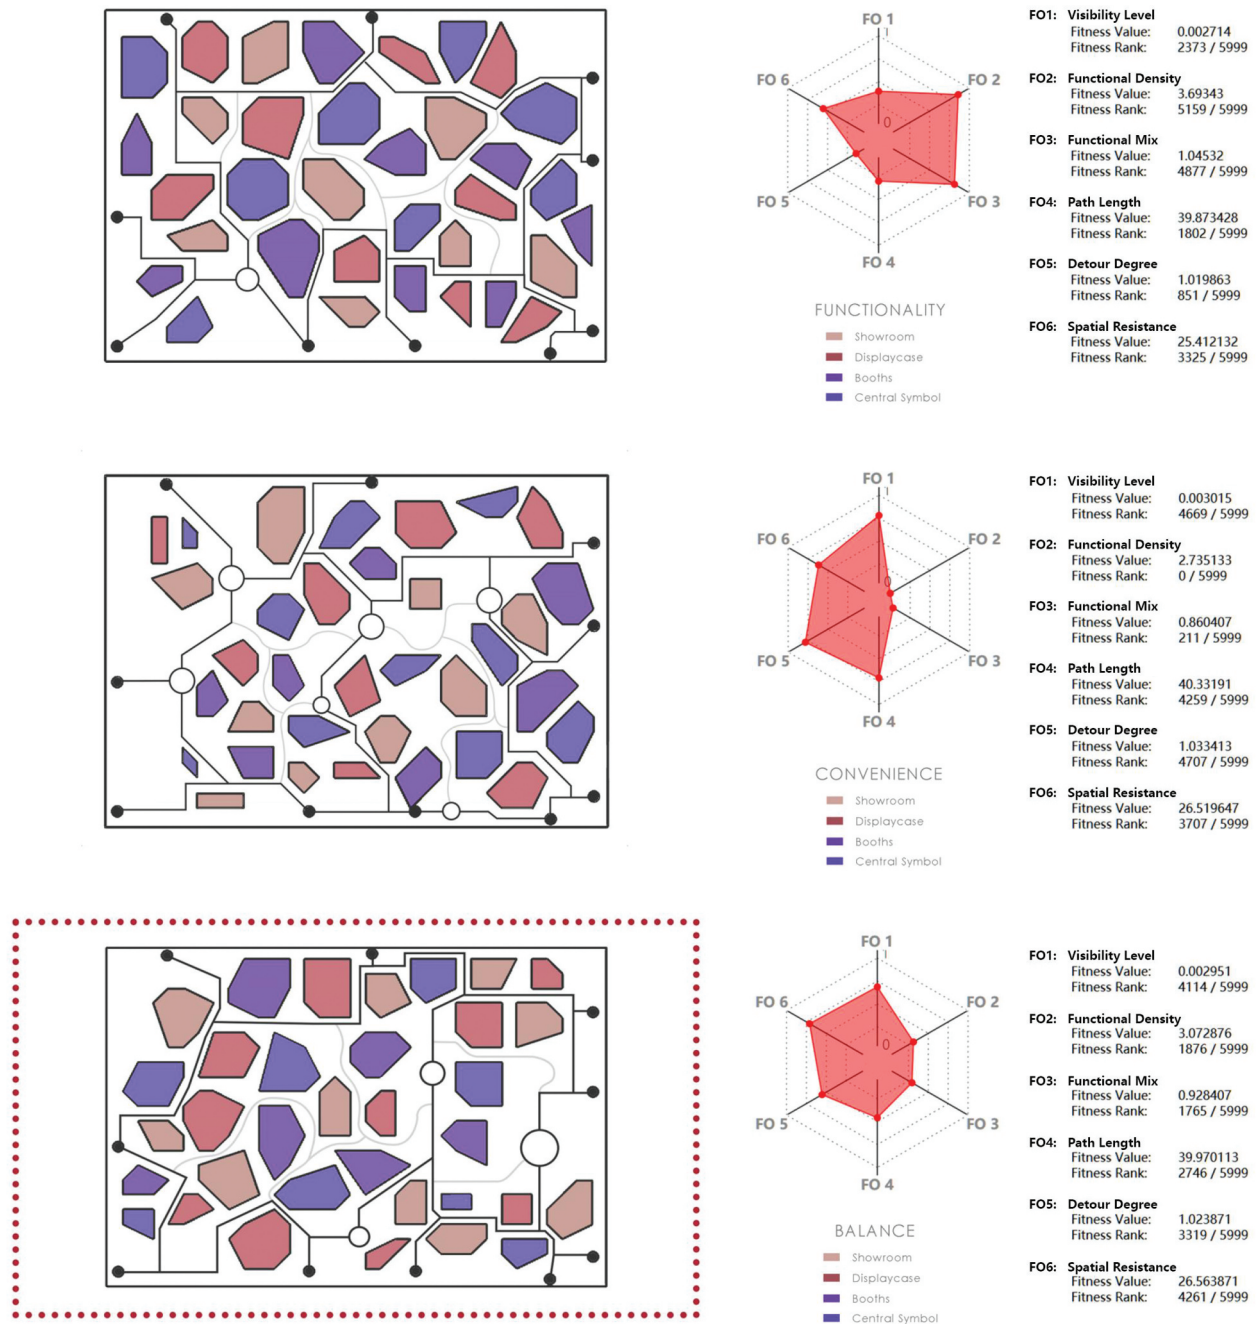 FO 1
1
FO 6
FO 2
0
FO 5
FO 3
FO 4
FUNCTIONALITY
Showroom
Displaycase
Booths
Central Symbol
FO1: Visibility Level
Fitness Value: 0.002714
Fitness Rank: 2373 / 5999
FO2: Functional Density
Fitness Value: 3.69343
Fitness Rank: 5159 / 5999
FO3: Functional Mix
Fitness Value: 1.04532
Fitness Rank: 4877 / 5999
FO4: Path Length
Fitness Value: 39.873428
Fitness Rank: 1802 / 5999
FO5: Detour Degree
Fitness Value: 1.019863
Fitness Rank: 851 / 5999
FO6: Spatial Resistance
Fitness Value: 25.412132
Fitness Rank: 3325 / 5999
FO 1
1
FO 6
FO 2
0
FO 5
FO 3
FO 4
CONVENIENCE
Showroom
Displaycase
Booths
Central Symbol
FO1: Visibility Level
Fitness Value: 0.003015
Fitness Rank: 4669 / 5999
FO2: Functional Density
Fitness Value: 2.735133
Fitness Rank: 0 / 5999
FO3: Functional Mix
Fitness Value: 0.860407
Fitness Rank: 211 / 5999
FO4: Path Length
Fitness Value: 40.33191
Fitness Rank: 4259 / 5999
FO5: Detour Degree
Fitness Value: 1.033413
Fitness Rank: 4707 / 5999
FO6: Spatial Resistance
Fitness Value: 26.519647
Fitness Rank: 3707 / 5999
FO 1
1
FO 6
FO 2
0
FO 5
FO 3
FO 4
BALANCE
Showroom
Displaycase
Booths
Central Symbol
FO1: Visibility Level
Fitness Value: 0.002951
Fitness Rank: 4114 / 5999
FO2: Functional Density
Fitness Value: 3.072876
Fitness Rank: 1876 / 5999
FO3: Functional Mix
Fitness Value: 0.928407
Fitness Rank: 1765 / 5999
FO4: Path Length
Fitness Value: 39.970113
Fitness Rank: 2746 / 5999
FO5: Detour Degree
Fitness Value: 1.023871
Fitness Rank: 3319 / 5999
FO6: Spatial Resistance
Fitness Value: 26.563871
Fitness Rank: 4261 / 5999